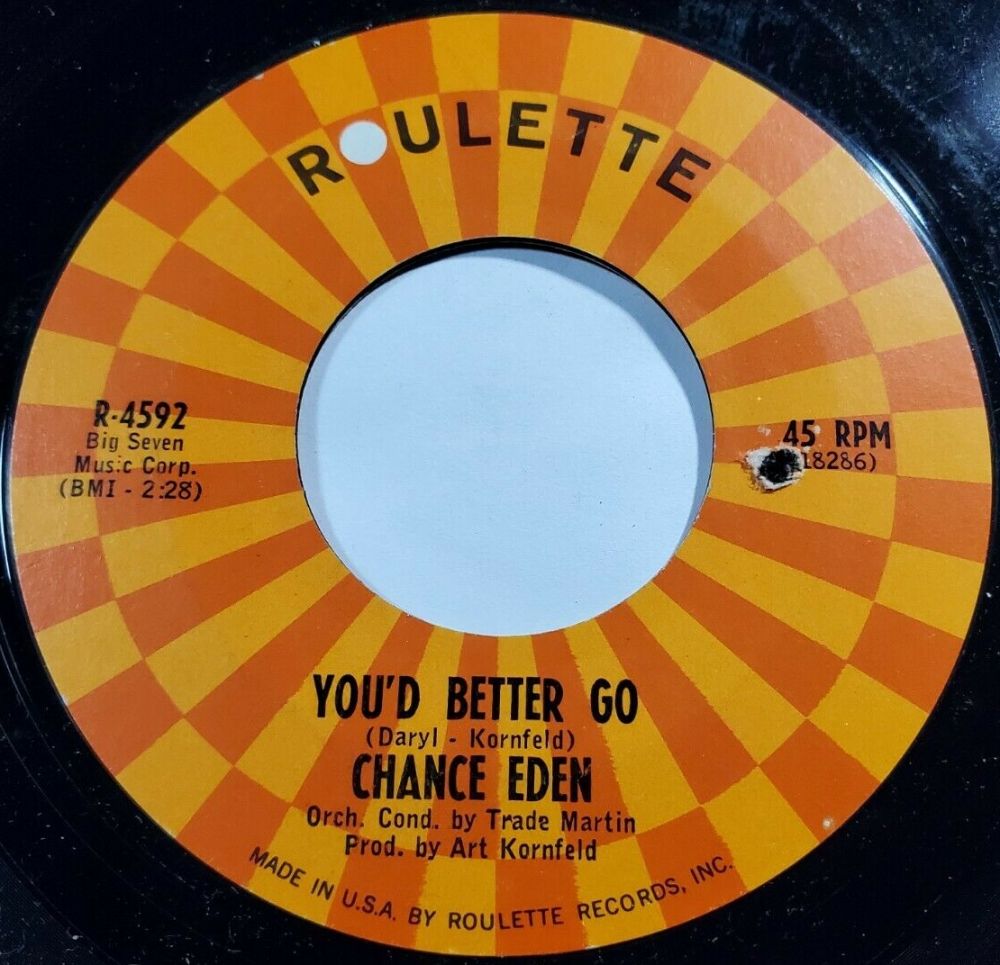 ROULETTE
R-4592
Big Seven
Music Corp.
(BMI - 2:28)
45 RPM
18286)
YOU'D BETTER GO
(Daryl - Kornfeld)
CHANCE EDEN
Orch. Cond. by Trade Martin
Prod. by Art Kornfeld
MADE IN U.S.A. BY ROULETTE RECORDS, INC.